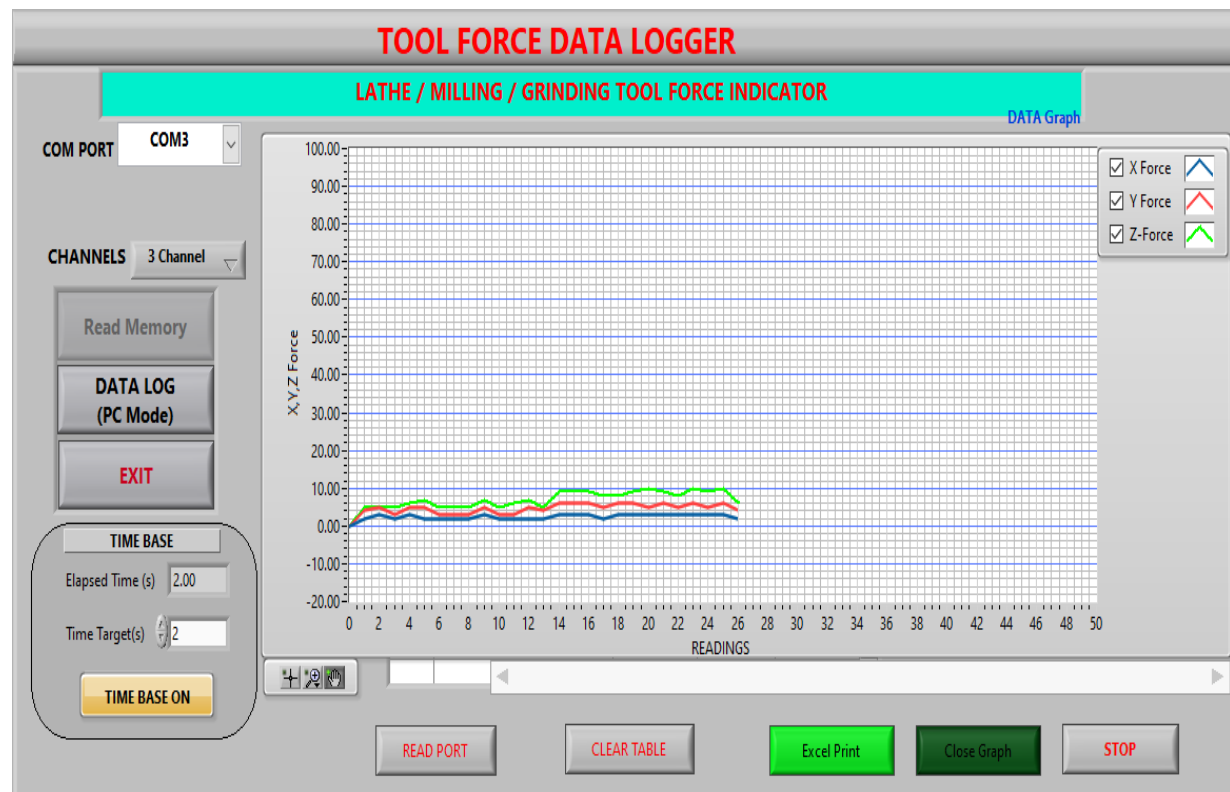 TOOL FORCE DATA LOGGER
LATHE / MILLING / GRINDING TOOL FORCE INDICATOR
DATA Graph
COM PORT
COM3
CHANNELS
3 Channel
Read Memory
DATA LOG
(PC Mode)
EXIT
TIME BASE
Elapsed Time (s) 2.00
Time Target(s) 2
TIME BASE ON
X,Y,Z Force
100.00
90.00
80.00
70.00
60.00
50.00
40.00
30.00
20.00
10.00
0.00
-10.00
-20.00
0 2 4 6 8 10 12 14 16 18 20 22 24 26 28 30 32 34 36 38 40 42 44 46 48 50
READINGS
X Force
Y Force
Z-Force
READ PORT
CLEAR TABLE
Excel Print
Close Graph
STOP